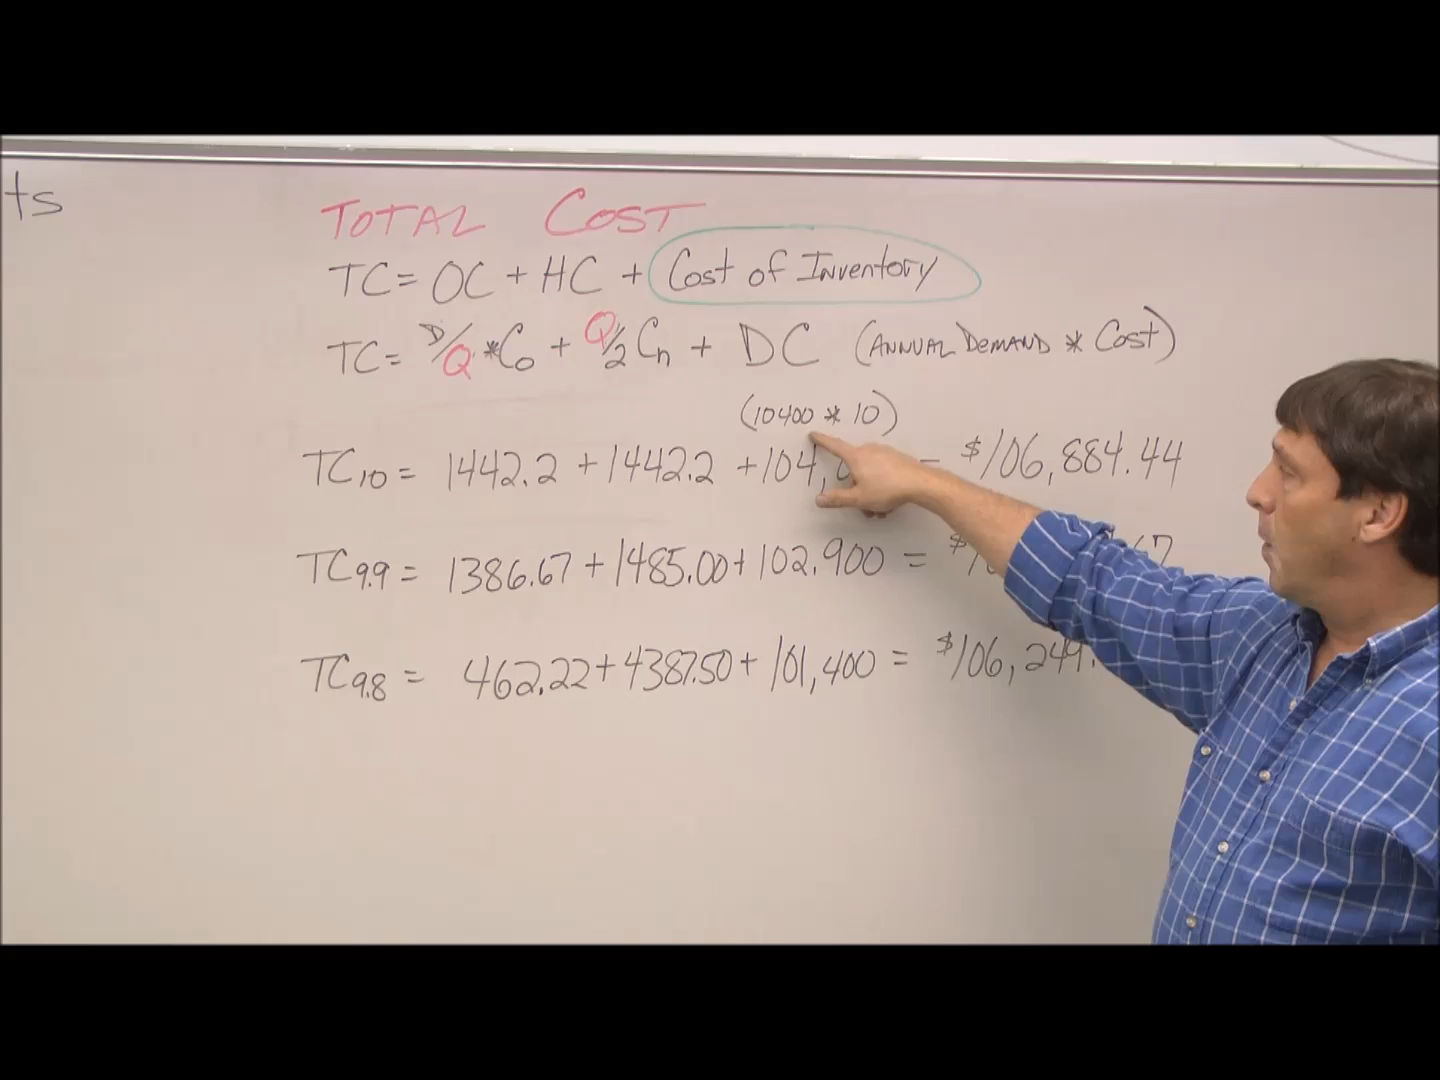 ts
TOTAL COST
TC = OC + HC + Cost of Inventory
TC = D/Q * Co + Q/2 Cn + DC (ANNUAL DEMAND * Cost)
(10400 * 10)
TC10 = 1442.2 + 1442.2 + 104, = $106,884.44
TC9.9 = 1386.67 + 1485.00 + 102.900 = $
TC9.8 = 462.22 + 4387.50 + 101,400 = $106,249.